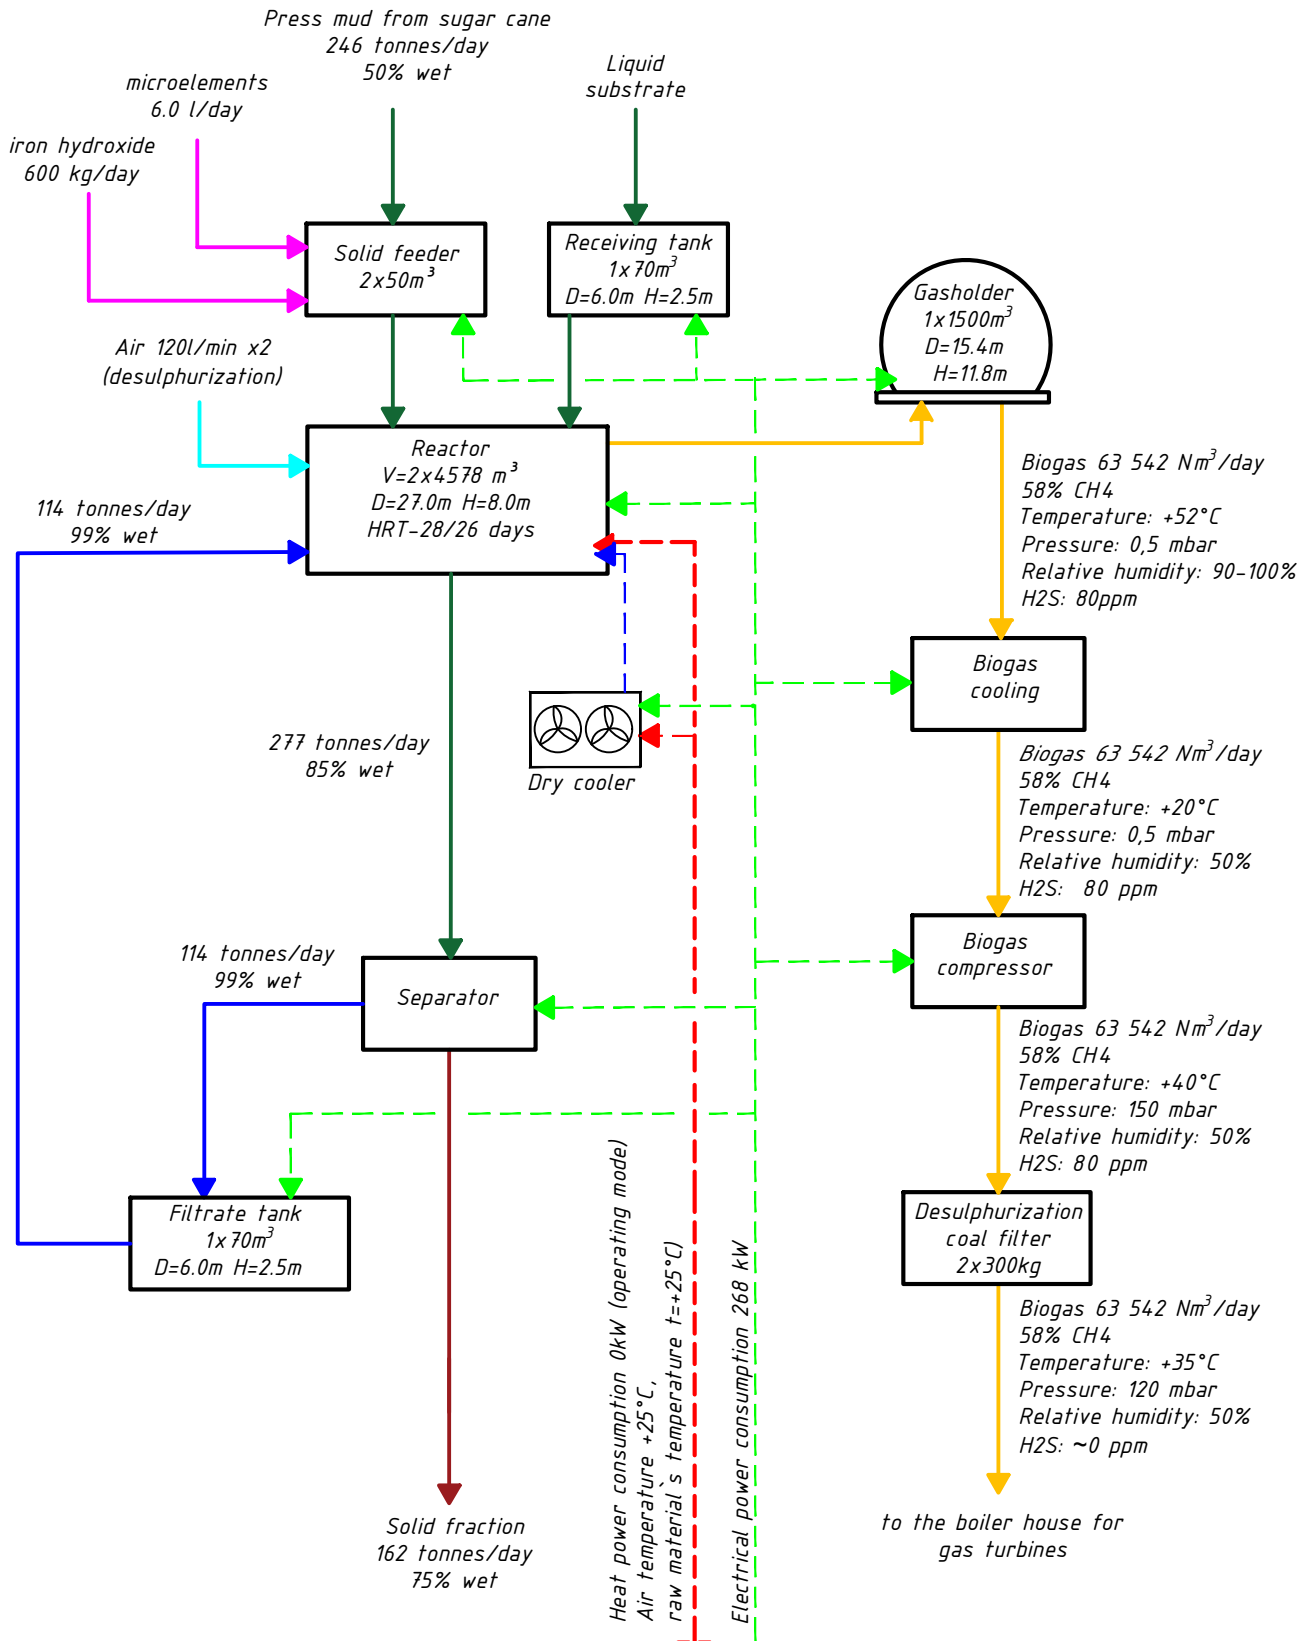 Press mud from sugar cane
246 tonnes/day
50% wet
Liquid
substrate
microelements
6.0 l/day
iron hydroxide
600 kg/day
Solid feeder
2x50m³
Receiving tank
1x70m³
D=6.0m H=2.5m
Gasholder
1x1500m³
D=15.4m
H=11.8m
Air 120l/min x2
(desulphurization)
Reactor
V=2x4578 m³
D=27.0m H=8.0m
HRT-28/26 days
114 tonnes/day
99% wet
Biogas 63 542 Nm³/day
58% CH4
Temperature: +52°C
Pressure: 0,5 mbar
Relative humidity: 90-100%
H2S: 80ppm
Biogas
cooling
277 tonnes/day
85% wet
Dry cooler
Biogas 63 542 Nm³/day
58% CH4
Temperature: +20°C
Pressure: 0,5 mbar
Relative humidity: 50%
H2S: 80 ppm
114 tonnes/day
99% wet
Separator
Biogas
compressor
Biogas 63 542 Nm³/day
58% CH4
Temperature: +40°C
Pressure: 150 mbar
Relative humidity: 50%
H2S: 80 ppm
Filtrate tank
1x70m³
D=6.0m H=2.5m
Desulphurization
coal filter
2x300kg
Heat power consumption 0kW (operating mode)
Air temperature +25°C,
raw material`s temperature t=+25°C)
Electrical power consumption 268 kW
Biogas 63 542 Nm³/day
58% CH4
Temperature: +35°C
Pressure: 120 mbar
Relative humidity: 50%
H2S: ~0 ppm
Solid fraction
162 tonnes/day
75% wet
to the boiler house for
gas turbines